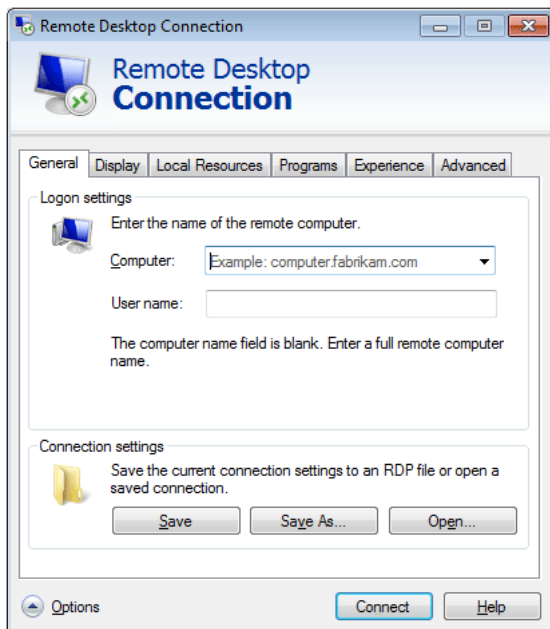 Remote Desktop Connection
Remote Desktop
Connection
General Display Local Resources Programs Experience Advanced
Logon settings
Enter the name of the remote computer.
Computer: Example: computer.fabrikam.com
User name:
The computer name field is blank. Enter a full remote computer
name.
Connection settings
Save the current connection settings to an RDP file or open a
saved connection.
Save Save As... Open...
Options Connect Help